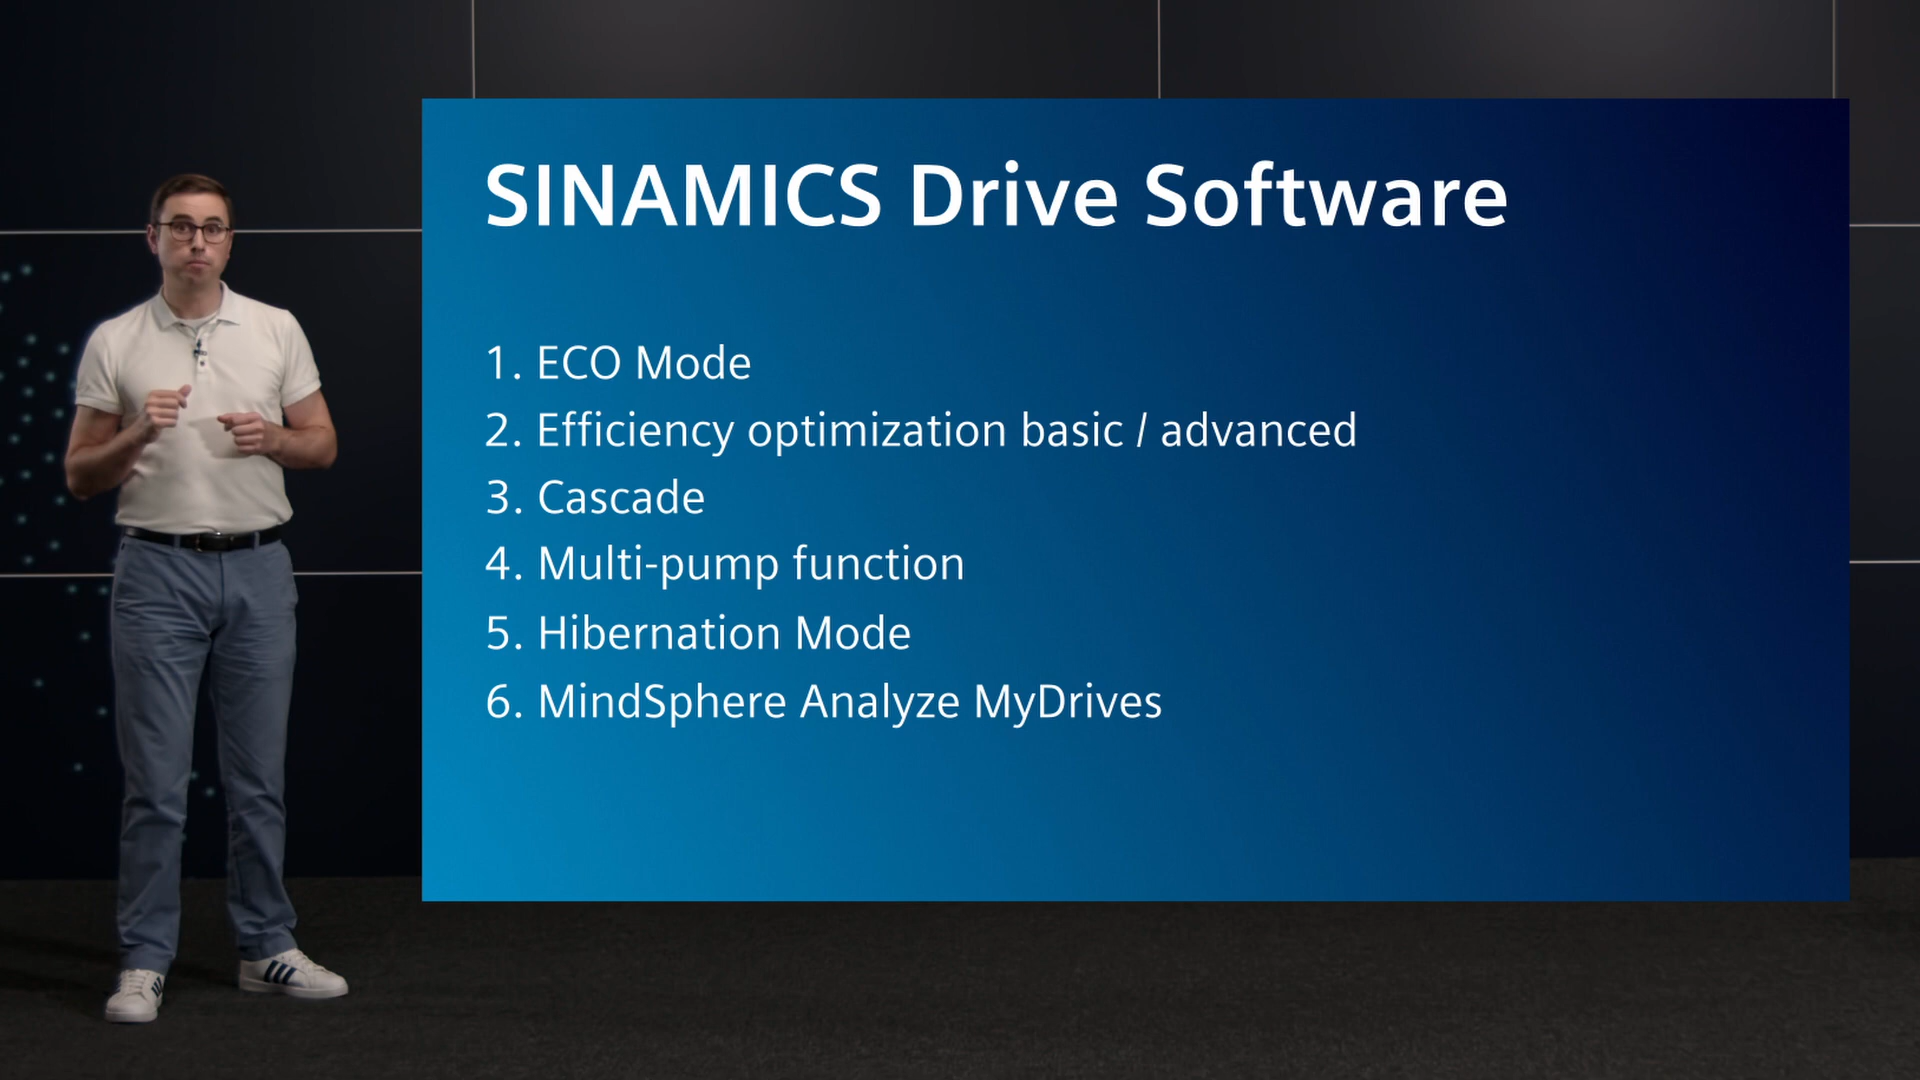 SINAMICS Drive Software
1. ECO Mode
2. Efficiency optimization basic / advanced
3. Cascade
4. Multi-pump function
5. Hibernation Mode
6. MindSphere Analyze MyDrives